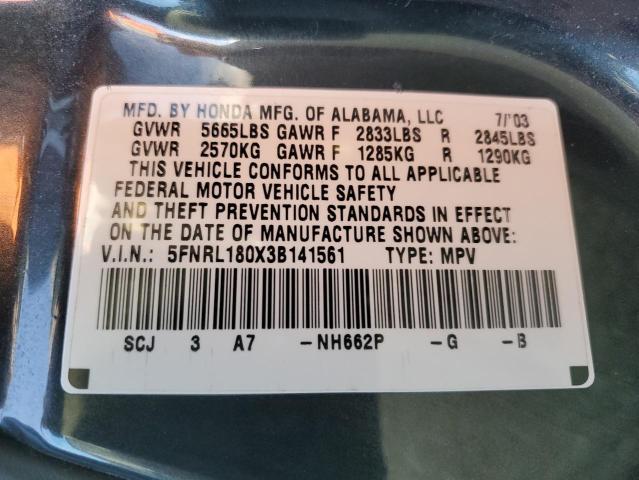 MFD. BY HONDA MFG. OF ALABAMA, LLC 7/'03
GVWR 5665LBS GAWR F 2833LBS R 2845LBS
GVWR 2570KG GAWR F 1285KG R 1290KG
THIS VEHICLE CONFORMS TO ALL APPLICABLE
FEDERAL MOTOR VEHICLE SAFETY
AND THEFT PREVENTION STANDARDS IN EFFECT
ON THE DATE OF MANUFACTURE SHOWN ABOVE:
V.I.N.: 5FNRL180X3B141561 TYPE: MPV
SCJ 3 A7 -NH662P -G -B